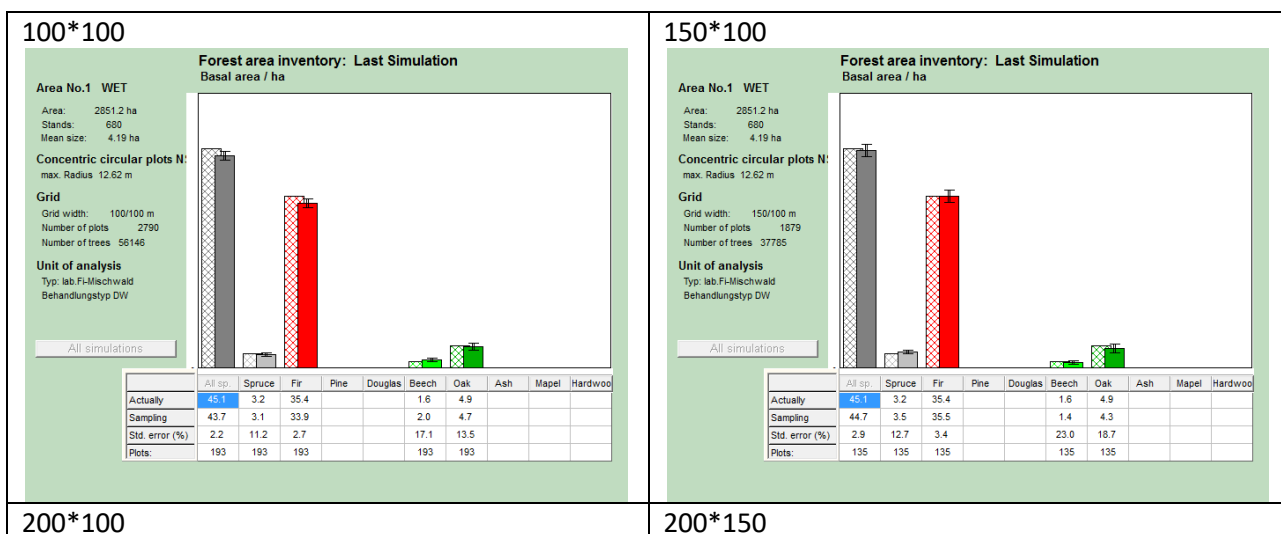 100*100
Forest area inventory: Last Simulation
Basal area / ha
Area No.1 WET
Area: 2851.2 ha
Stands: 680
Mean size: 4.19 ha
Concentric circular plots N
max. Radius 12.62 m
Grid
Grid width: 100/100 m
Number of plots 2790
Number of trees 56146
Unit of analysis
Typ: lab.Fi-Mischwald
Behandlungstyp DW
All simulations
All sp. Spruce Fir Pine Douglas Beech Oak Ash Mapel Hardwoo
Actually 45.1 3.2 35.4 1.6 4.9
Sampling 43.7 3.1 33.9 2.0 4.7
Std. error (%) 2.2 11.2 2.7 17.1 13.5
Plots: 193 193 193 193 193
150*100
Forest area inventory: Last Simulation
Basal area / ha
Area No.1 WET
Area: 2851.2 ha
Stands: 680
Mean size: 4.19 ha
Concentric circular plots N
max. Radius 12.62 m
Grid
Grid width: 150/100 m
Number of plots 1879
Number of trees 37785
Unit of analysis
Typ: lab.Fi-Mischwald
Behandlungstyp DW
All simulations
All sp. Spruce Fir Pine Douglas Beech Oak Ash Mapel Hardwoo
Actually 45.1 3.2 35.4 1.6 4.9
Sampling 44.7 3.5 35.5 1.4 4.3
Std. error (%) 2.9 12.7 3.4 23.0 18.7
Plots: 135 135 135 135 135
200*100
200*150